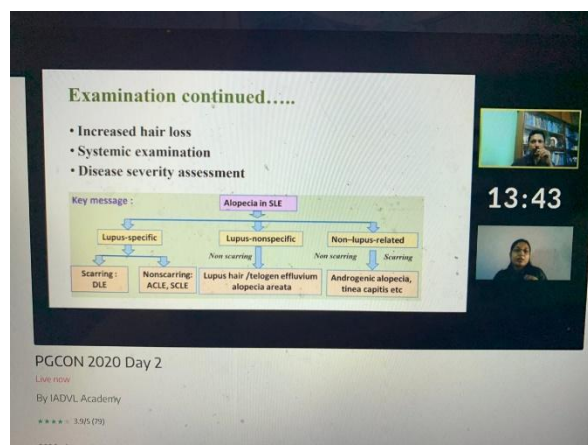 Examination continued.....
• Increased hair loss
• Systemic examination
• Disease severity assessment
Key message :
Alopecia in SLE
Lupus-specific
Lupus-nonspecific
Non–lupus-related
Non scarring
Non scarring
Scarring
Scarring :
DLE
Nonscarring:
ACLE, SCLE
Lupus hair /telogen effluvium
alopecia areata
Androgenic alopecia,
tinea capitis etc
13:43
PGCON 2020 Day 2
Live now
By IADVL Academy
3.9/5 (79)